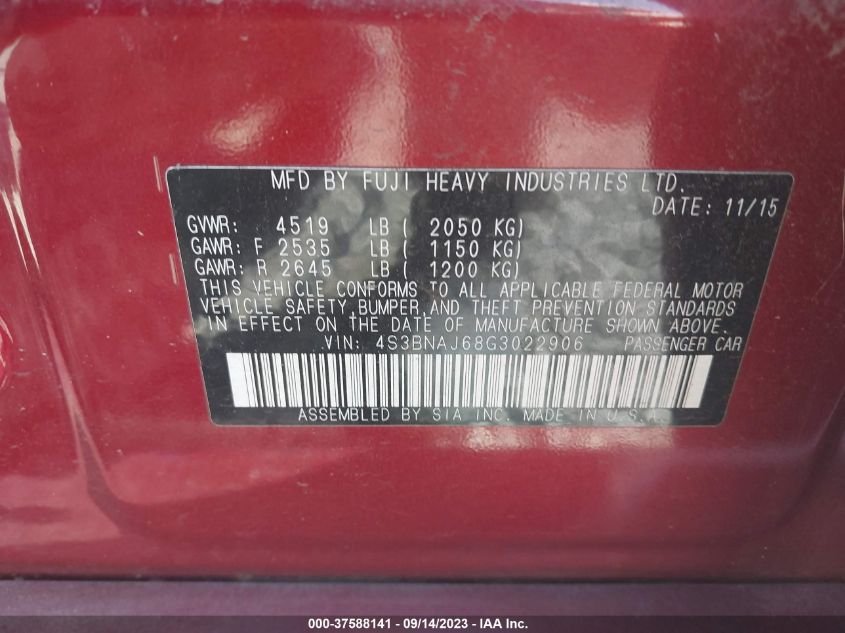 MFD BY FUJI HEAVY INDUSTRIES LTD.
DATE: 11/15
GVWR: 4519 LB ( 2050 KG)
GAWR: F 2535 LB ( 1150 KG)
GAWR: R 2645 LB ( 1200 KG)
THIS VEHICLE CONFORMS TO ALL APPLICABLE FEDERAL MOTOR
VEHICLE SAFETY,BUMPER,AND THEFT PREVENTION STANDARDS
IN EFFECT ON THE DATE OF MANUFACTURE SHOWN ABOVE.
VIN: 4S3BNAJ68G3022906 PASSENGER CAR
ASSEMBLED BY SIA INC. MADE IN U.S.A.
000-37588141 - 09/14/2023 - IAA Inc.